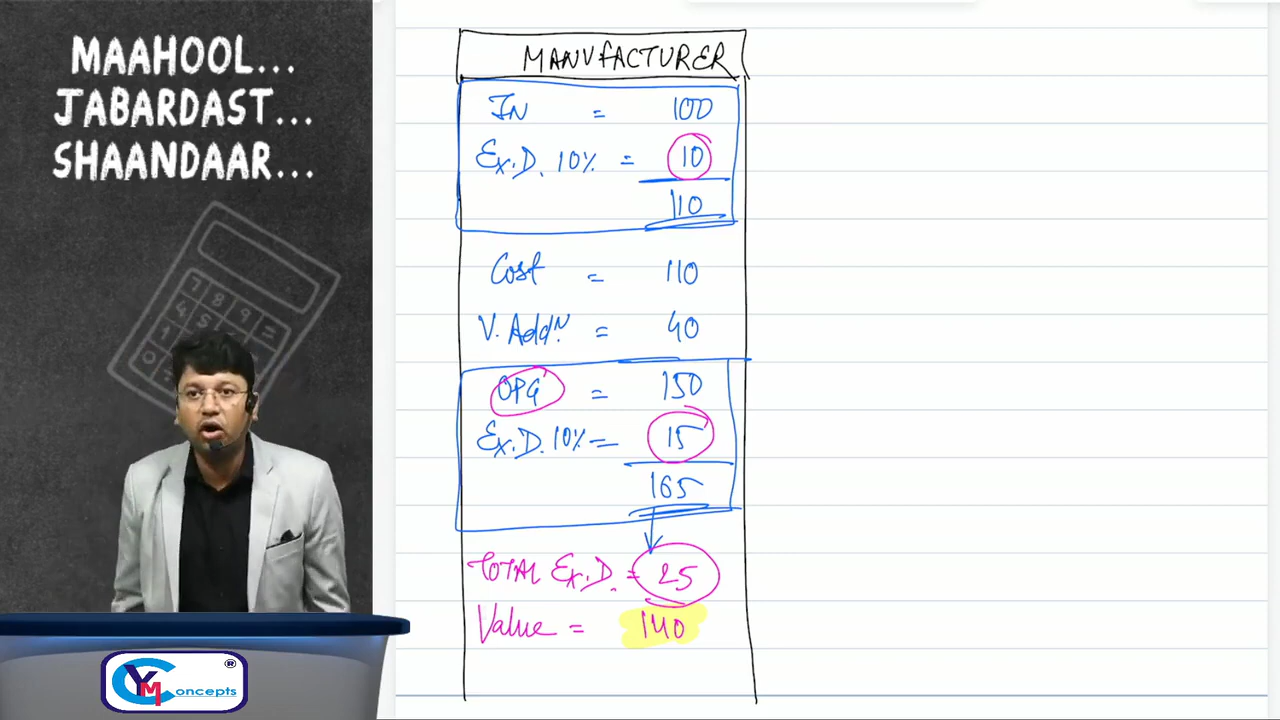 MAAHOOL...
JABARDAST...
SHAANDAAR...
MANUFACTURER
IN = 100
Ex.D. 10% = 10
110
Cost = 110
V. Addn. = 40
OPG = 150
Ex.D. 10% = 15
165
TOTAL Ex.D. = 25
Value = 140
CYM Concepts ®